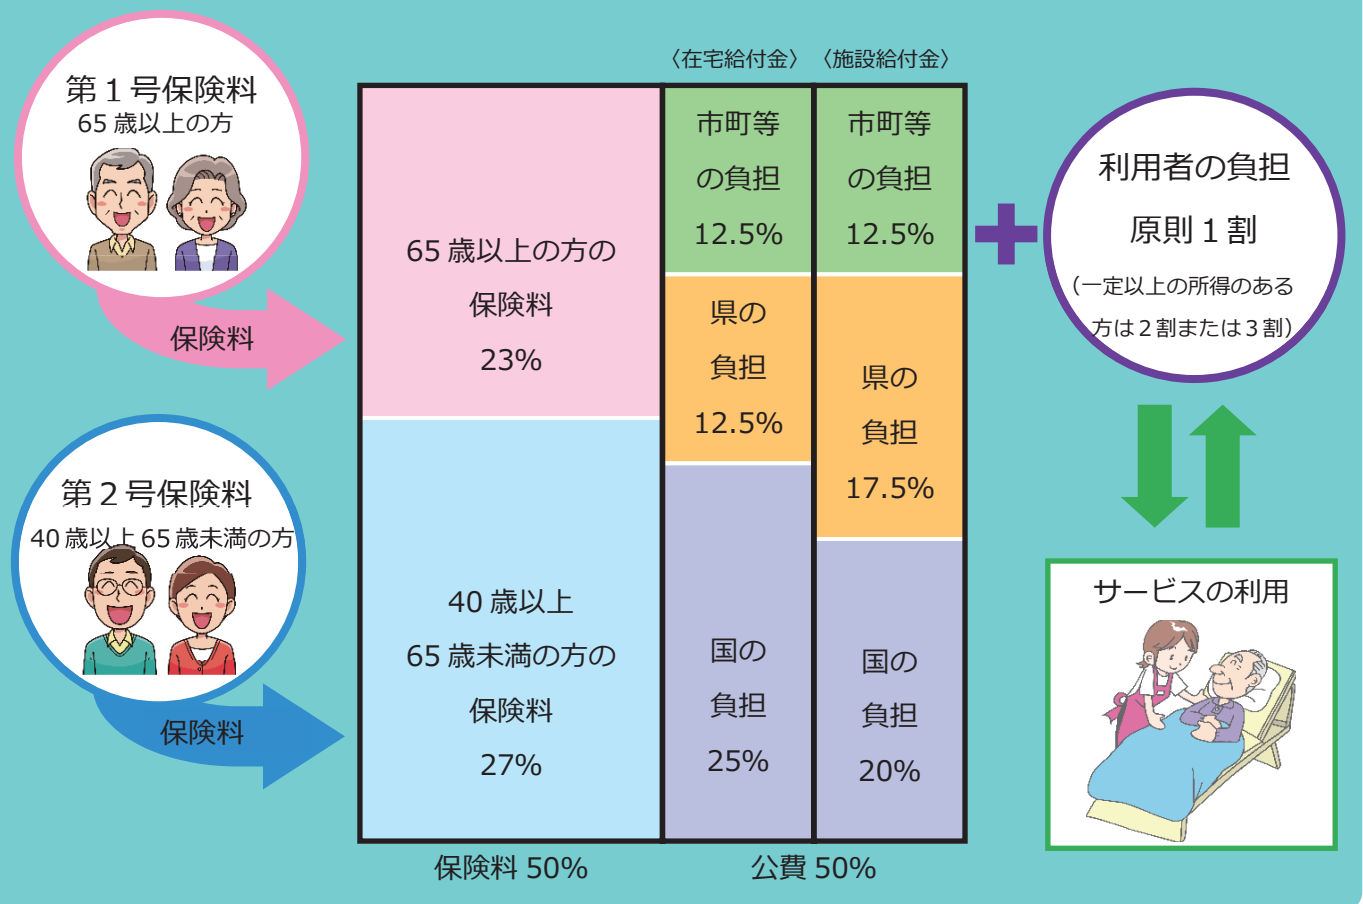 第１号保険料
65 歳以上の方
保険料
第２号保険料
40 歳以上 65 歳未満の方
保険料
65 歳以上の方の
保険料
23%
40 歳以上
65 歳未満の方の
保険料
27%
保険料 50%
〈在宅給付金〉
市町等
の負担
12.5%
県の
負担
12.5%
国の
負担
25%
〈施設給付金〉
市町等
の負担
12.5%
県の
負担
17.5%
国の
負担
20%
公費 50%
利用者の負担
原則 1 割
（一定以上の所得のある
方は２割または３割）
サービスの利用